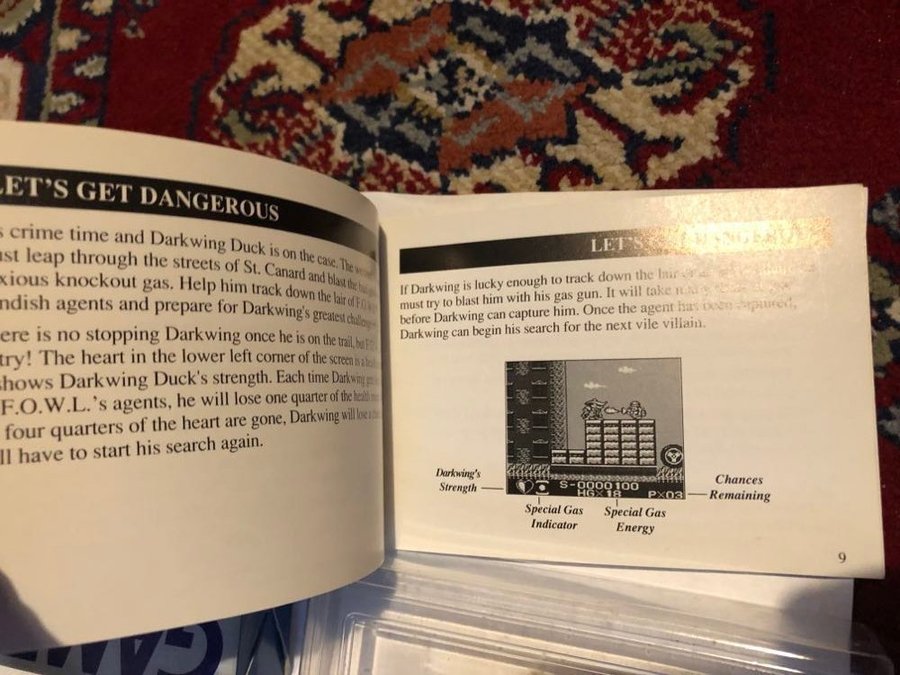 LET'S GET DANGEROUS
crime time and Darkwing Duck is on the case. The
leap through the streets of St. Canard and blast the
knockout gas. Help him track down the lair of F.O.W.
agents and prepare for Darkwing's greatest
ere is no stopping Darkwing once he is on the trail, but
try! The heart in the lower left corner of the screen is a
shows Darkwing Duck's strength. Each time Darkwing
F.O.W.L.'s agents, he will lose one quarter of the
four quarters of the heart are gone, Darkwing will lose a
ll have to start his search again.
LET'S
If Darkwing is lucky enough to track down the lair
must try to blast him with his gas gun. It will take
before Darkwing can capture him. Once the agent has been captured,
Darkwing can begin his search for the next vile villain.
S-0000100
HG×18 P×03
Darkwing's
Strength
Special Gas
Indicator
Special Gas
Energy
Chances
Remaining
9
GAM